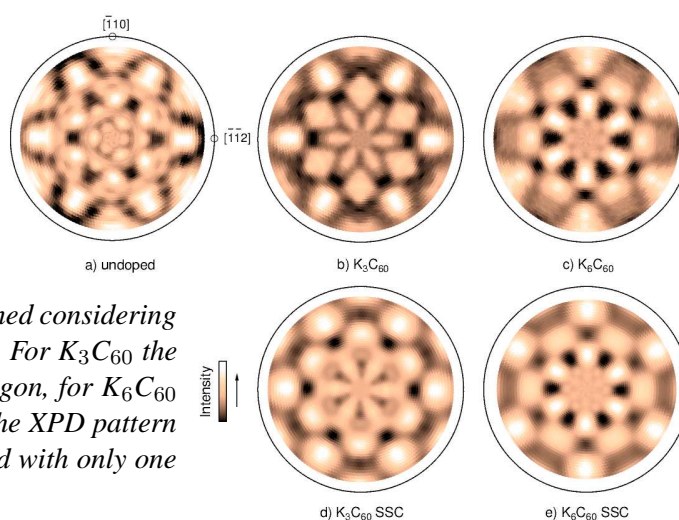 [1̅10]
[1̅1̅2]
a) undoped
b) K₃C₆₀
c) K₆C₆₀
ned considering
. For K₃C₆₀ the
gon, for K₆C₆₀
he XPD pattern
d with only one
Intensity
d) K₃C₆₀ SSC
e) K₆C₆₀ SSC